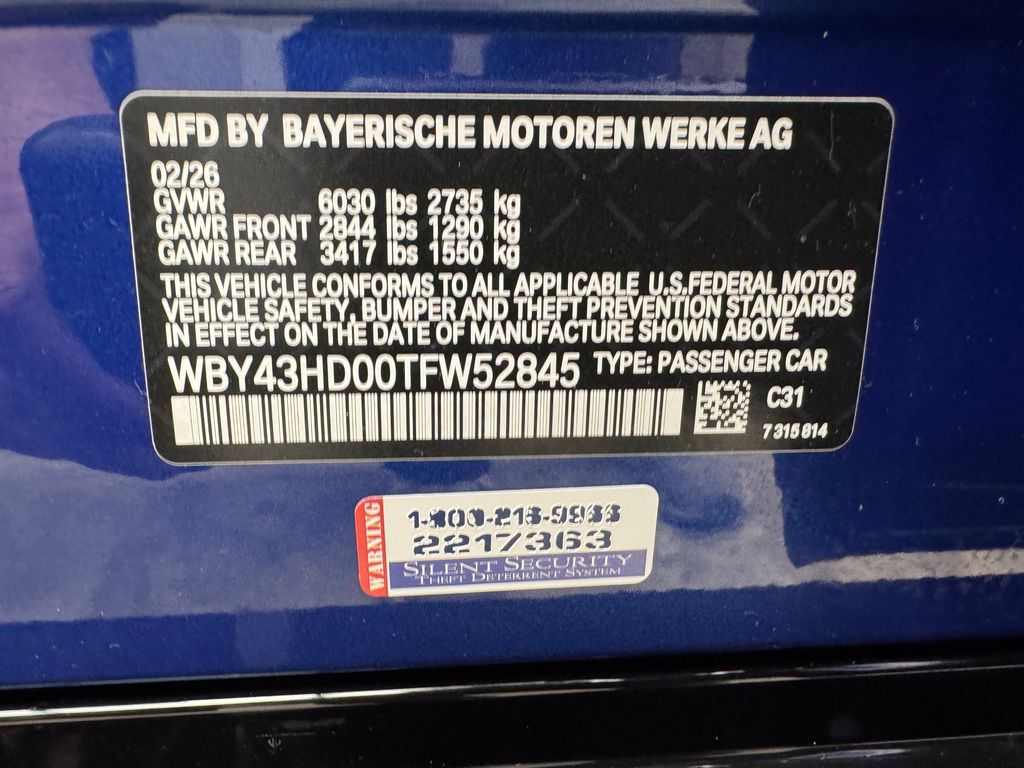 MFD BY BAYERISCHE MOTOREN WERKE AG
02/26
GVWR 6030 lbs 2735 kg
GAWR FRONT 2844 lbs 1290 kg
GAWR REAR 3417 lbs 1550 kg
THIS VEHICLE CONFORMS TO ALL APPLICABLE U.S.FEDERAL MOTOR
VEHICLE SAFETY, BUMPER AND THEFT PREVENTION STANDARDS
IN EFFECT ON THE DATE OF MANUFACTURE SHOWN ABOVE.
WBY43HD00TFW52845 TYPE: PASSENGER CAR
C31
7315814
WARNING
2217363
SILENT SECURITY
THEFT DETERRENT SYSTEM